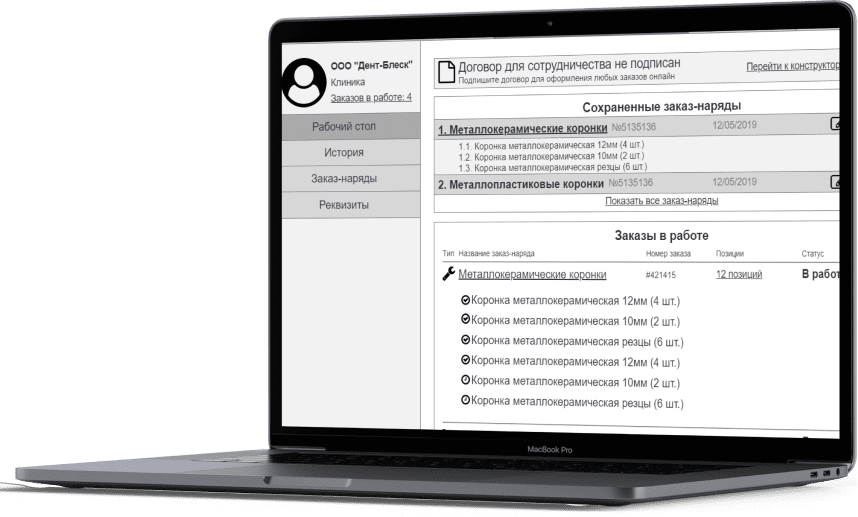 ООО "Дент-Блеск"
Клиника
Заказов в работе: 4
Рабочий стол
История
Заказ-наряды
Реквизиты
Договор для сотрудничества не подписан
Подпишите договор для оформления любых заказов онлайн
Перейти к конструктор
Сохраненные заказ-наряды
1. Металлокерамические коронки №5135136 12/05/2019
1.1. Коронка металлокерамическая 12мм (4 шт.)
1.2. Коронка металлокерамическая 10мм (2 шт.)
1.3. Коронка металлокерамическая резцы (6 шт.)
2. Металлопластиковые коронки №5135136 12/05/2019
Показать все заказ-наряды
Заказы в работе
Тип Название заказ-наряда Номер заказа Позиции Статус
Металлокерамические коронки #421415 12 позиций В работ
Коронка металлокерамическая 12мм (4 шт.)
Коронка металлокерамическая 10мм (2 шт.)
Коронка металлокерамическая резцы (6 шт.)
Коронка металлокерамическая 12мм (4 шт.)
Коронка металлокерамическая 10мм (2 шт.)
Коронка металлокерамическая резцы (6 шт.)
MacBook Pro